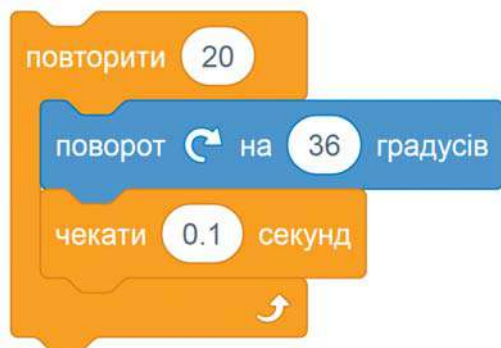 повторити 20
поворот на 36 градусів
чекати 0.1 секунд